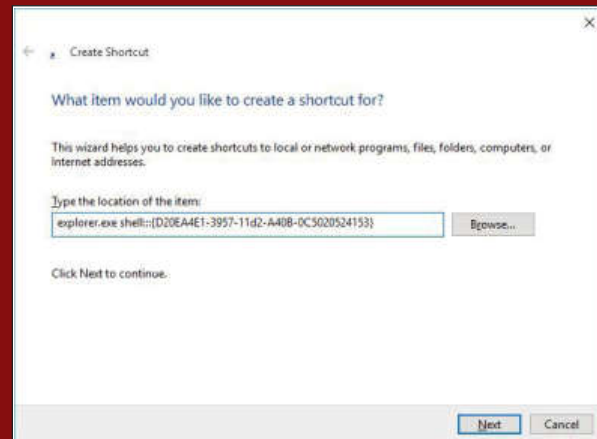 Create Shortcut
What item would you like to create a shortcut for?
This wizard helps you to create shortcuts to local or network programs, files, folders, computers, or
Internet addresses.
Type the location of the item:
explorer.exe shell:::{D20EA4E1-3957-11d2-A40B-0C5020524153}
Browse...
Click Next to continue.
Next
Cancel